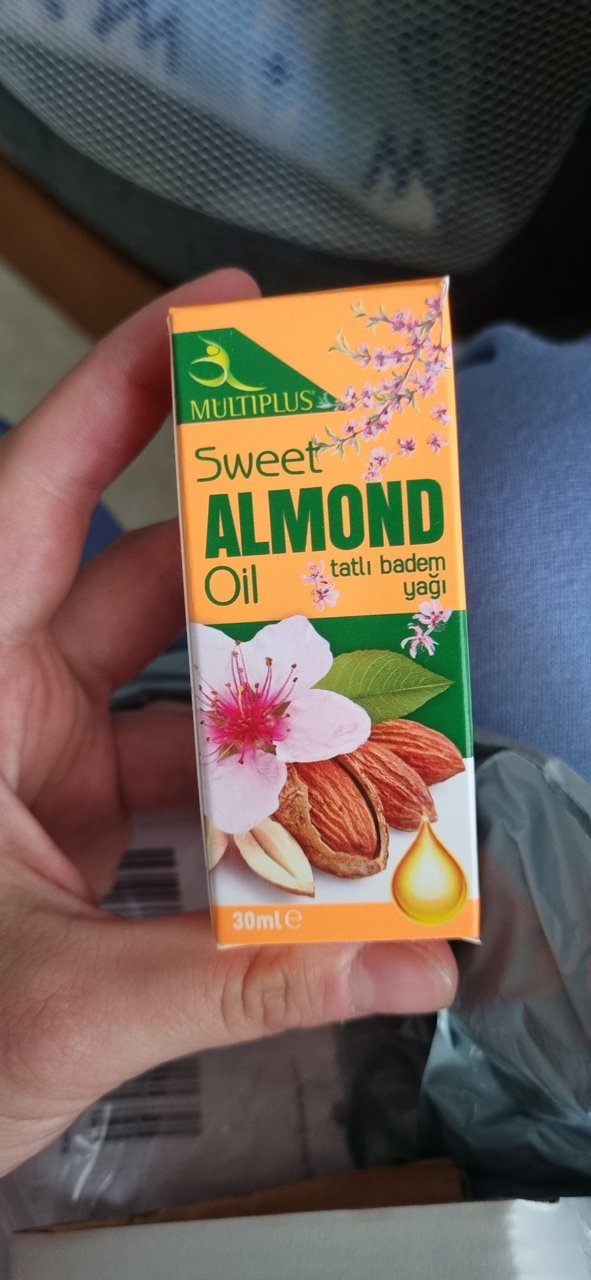 MULTIPLUS®
Sweet
ALMOND
Oil
tatlı badem
yağı
30ml ℮